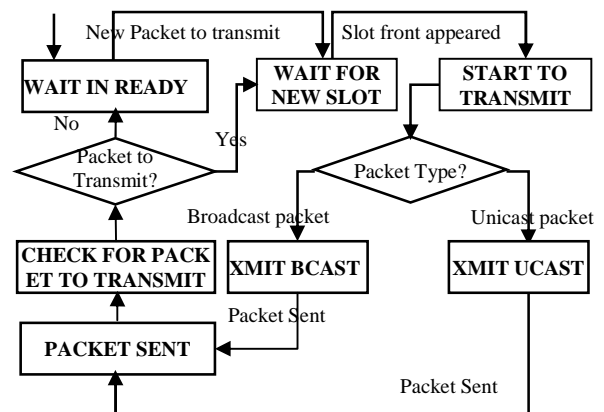 New Packet to transmit
Slot front appeared
WAIT IN READY
WAIT FOR
NEW SLOT
START TO
TRANSMIT
No
Yes
Packet to
Transmit?
Packet Type?
Broadcast packet
Unicast packet
CHECK FOR PACK
ET TO TRANSMIT
XMIT BCAST
XMIT UCAST
Packet Sent
PACKET SENT
Packet Sent